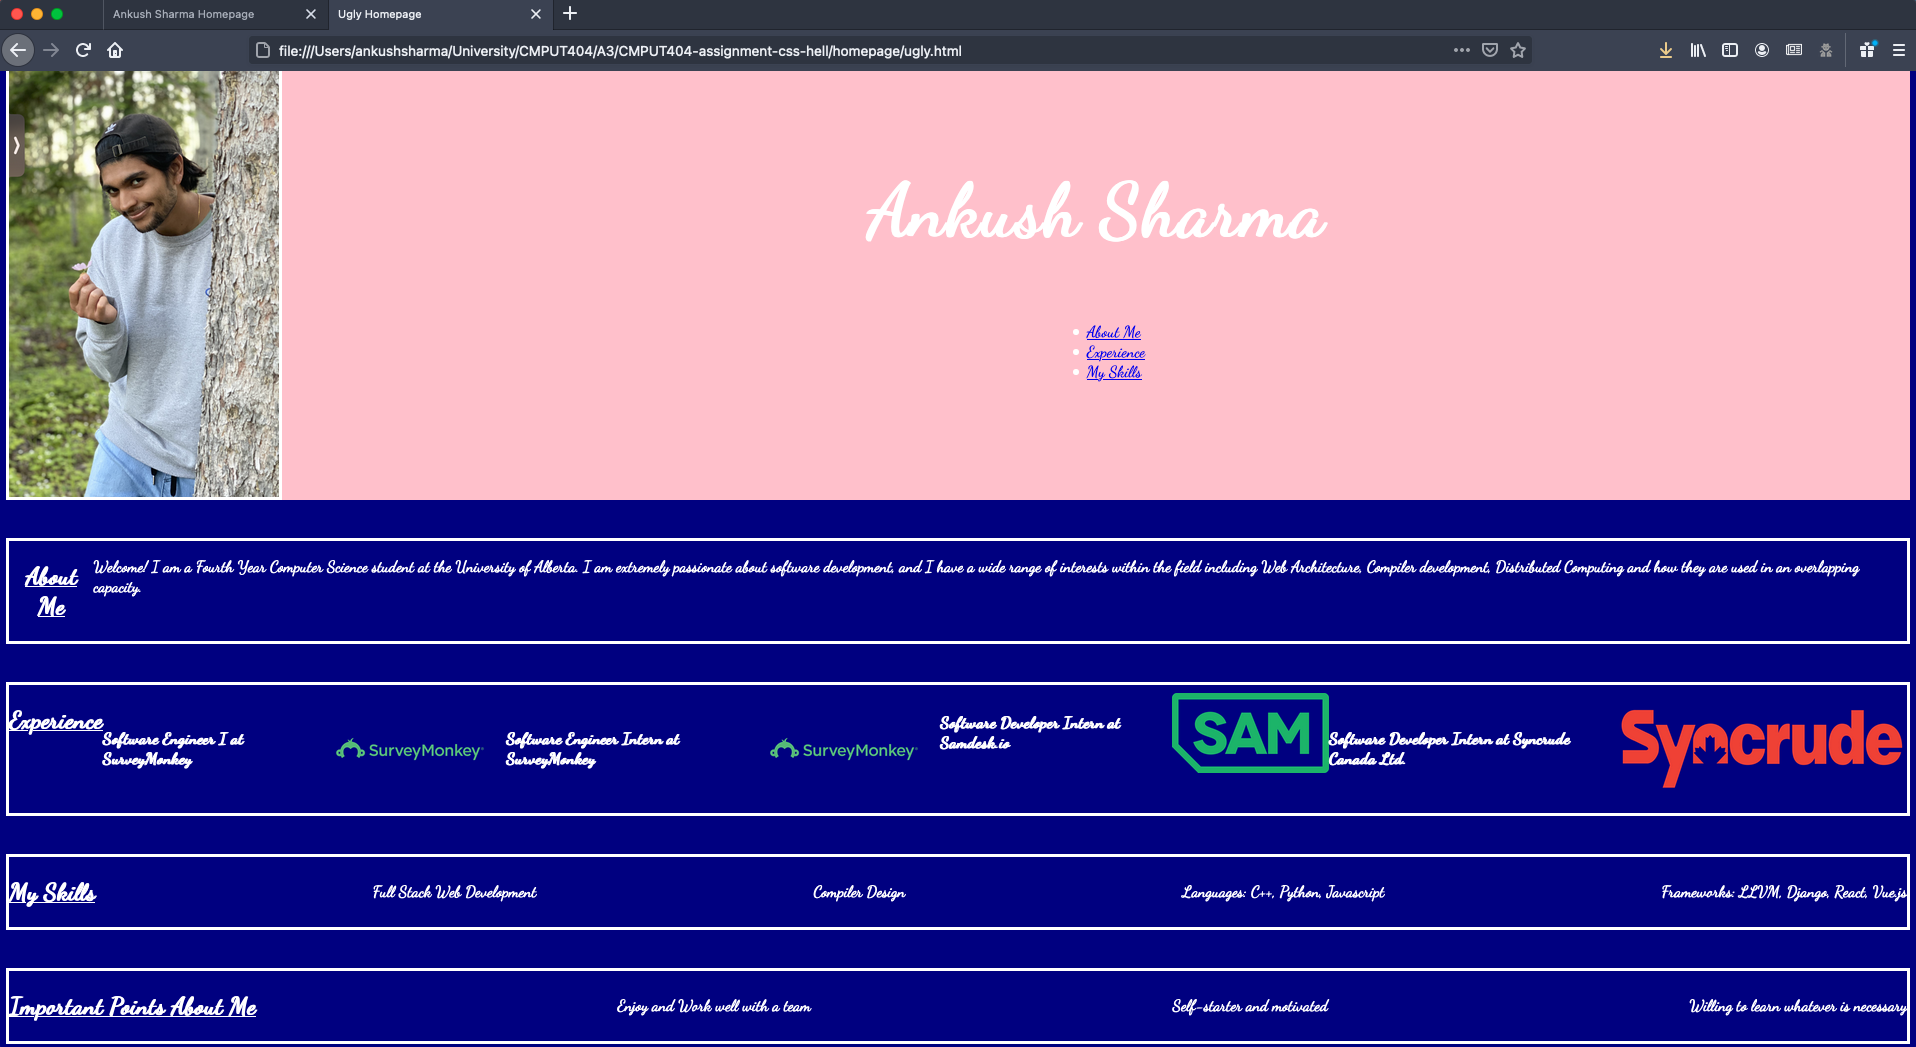 Ankush Sharma Homepage
Ugly Homepage
file:///Users/ankushsharma/University/CMPUT404/A3/CMPUT404-assignment-css-hell/homepage/ugly.html
Ankush Sharma
About Me
Experience
My Skills
About
Me
Welcome! I am a Fourth Year Computer Science student at the University of Alberta. I am extremely passionate about software development, and I have a wide range of interests within the field including Web Architecture, Compiler development, Distributed Computing and how they are used in an overlapping
capacity.
Experience
Software Engineer I at
SurveyMonkey
SurveyMonkey
Software Engineer Intern at
SurveyMonkey
SurveyMonkey
Software Developer Intern at
Samdesk.io
SAM
Software Developer Intern at Syncrude
Canada Ltd.
Syncrude
My Skills
Full Stack Web Development
Compiler Design
Languages: C++, Python, Javascript
Frameworks: LLVM, Django, React, Vue.js
Important Points About Me
Enjoy and Work well with a team
Self-starter and motivated
Willing to learn whatever is necessary